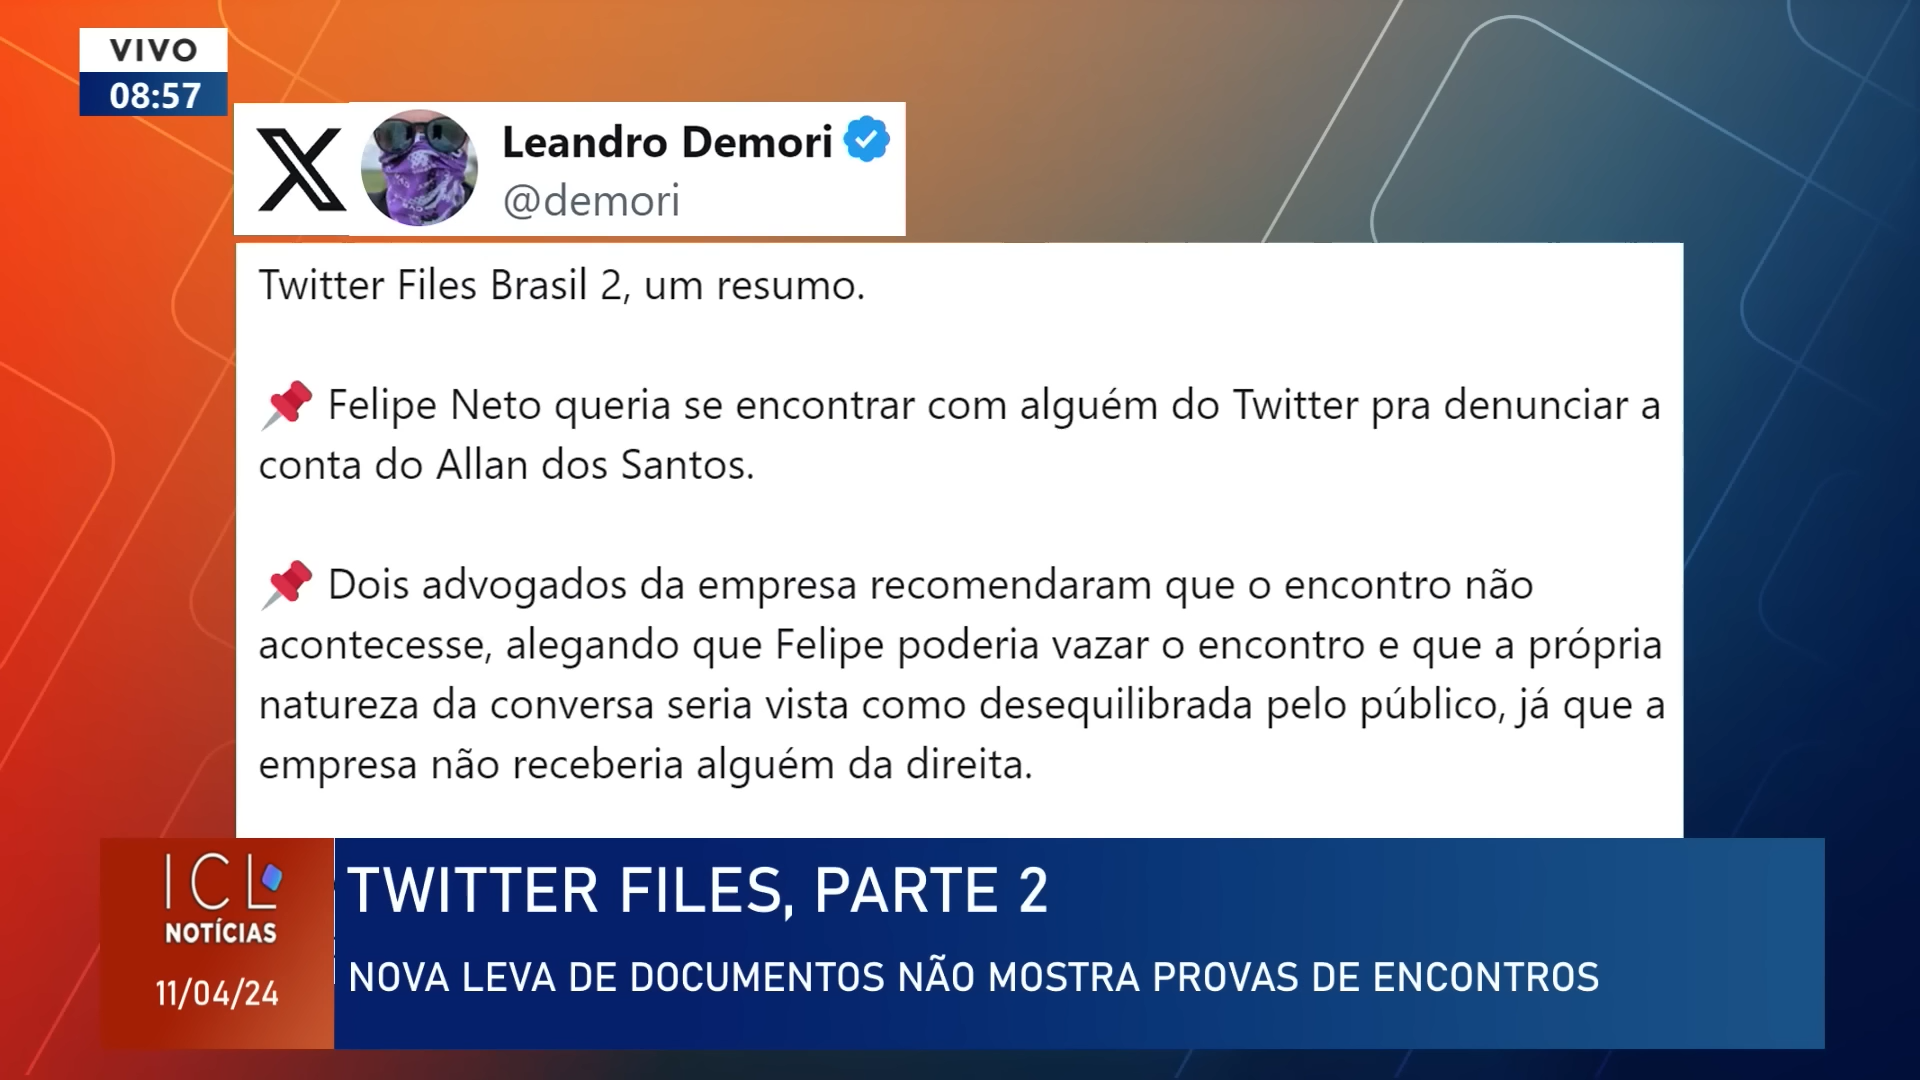 VIVO
08:57
Leandro Demori
@demori
Twitter Files Brasil 2, um resumo.
📌 Felipe Neto queria se encontrar com alguém do Twitter pra denunciar a
conta do Allan dos Santos.
📌 Dois advogados da empresa recomendaram que o encontro não
acontecesse, alegando que Felipe poderia vazar o encontro e que a própria
natureza da conversa seria vista como desequilibrada pelo público, já que a
empresa não receberia alguém da direita.
ICL
NOTÍCIAS
11/04/24
TWITTER FILES, PARTE 2
NOVA LEVA DE DOCUMENTOS NÃO MOSTRA PROVAS DE ENCONTROS